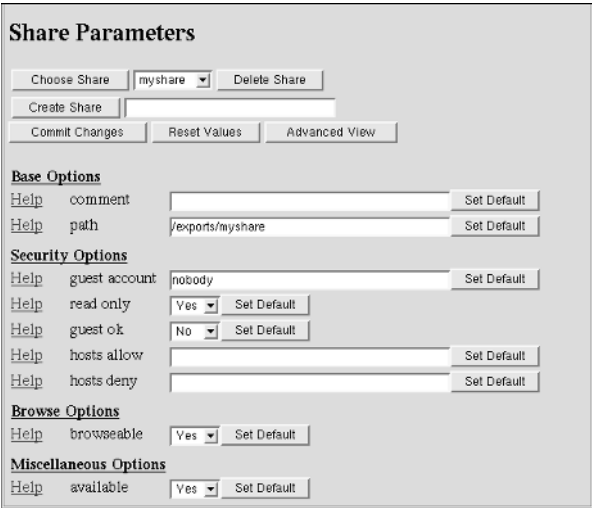 Share Parameters
Choose Share myshare Delete Share
Create Share
Commit Changes Reset Values Advanced View
Base Options
Help comment Set Default
Help path /exports/myshare Set Default
Security Options
Help guest account nobody Set Default
Help read only Yes Set Default
Help guest ok No Set Default
Help hosts allow Set Default
Help hosts deny Set Default
Browse Options
Help browseable Yes Set Default
Miscellaneous Options
Help available Yes Set Default